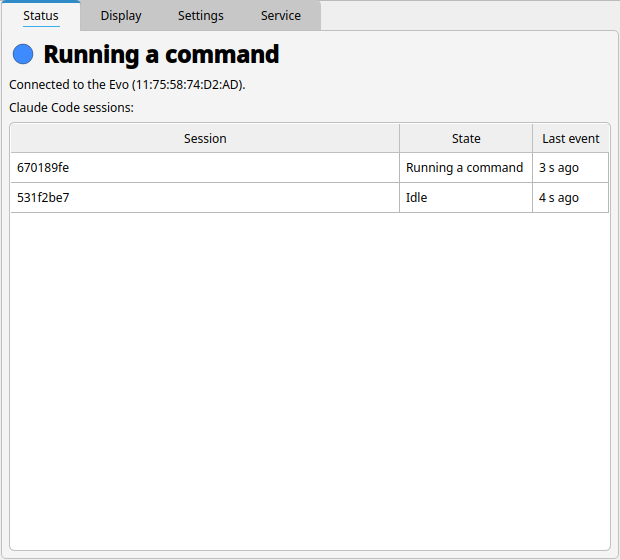 Status Display Settings Service
Running a command
Connected to the Evo (11:75:58:74:D2:AD).
Claude Code sessions:
Session State Last event
670189fe Running a command 3 s ago
531f2be7 Idle 4 s ago